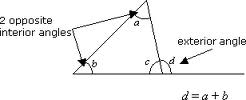 2 opposite
interior angles
a
exterior angle
b
c d
d = a + b